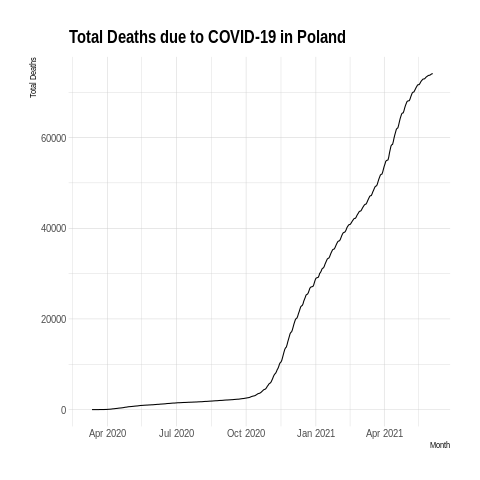 Total Deaths due to COVID-19 in Poland
Total Deaths
60000
40000
20000
0
Apr 2020 Jul 2020 Oct 2020 Jan 2021 Apr 2021
Month